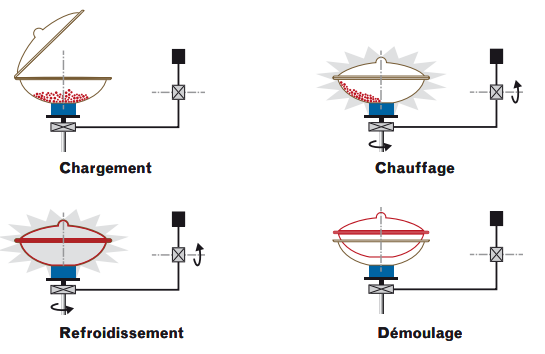 Chargement
Chauffage
Refroidissement
Démoulage